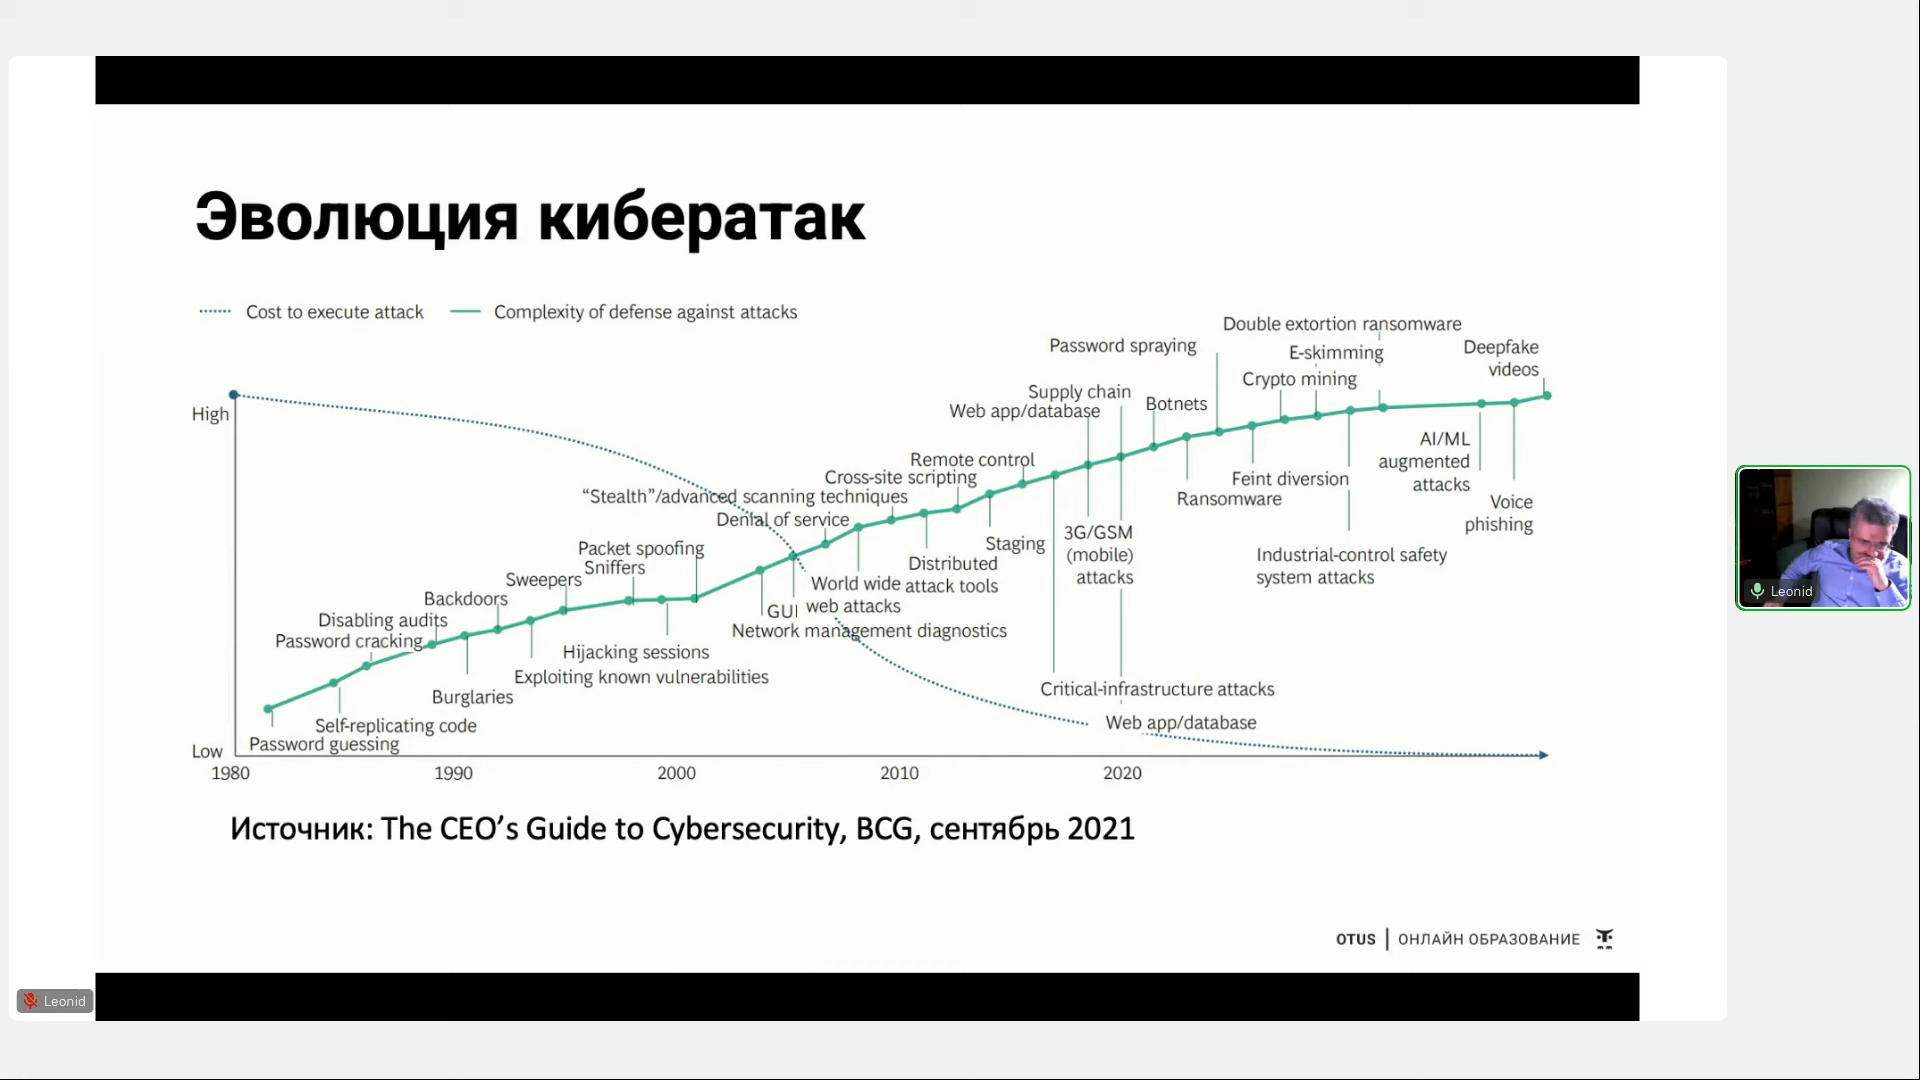 Эволюция кибератак
Cost to execute attack
Complexity of defense against attacks
Double extortion ransomware
Password spraying
E-skimming
Deepfake
videos
Crypto mining
Supply chain
Web app/database
Botnets
High
AI/ML
augmented
attacks
Remote control
Cross-site scripting
Feint diversion
"Stealth"/advanced scanning techniques
Ransomware
Voice
phishing
Denial of service
3G/GSM
(mobile)
attacks
Staging
Packet spoofing
Sniffers
Distributed
attack tools
Industrial-control safety
system attacks
Sweepers
World wide
web attacks
Backdoors
GUI
Disabling audits
Network management diagnostics
Password cracking
Hijacking sessions
Exploiting known vulnerabilities
Burglaries
Critical-infrastructure attacks
Self-replicating code
Web app/database
Password guessing
Low
1980
1990
2000
2010
2020
Источник: The CEO’s Guide to Cybersecurity, BCG, сентябрь 2021
OTUS | ОНЛАЙН ОБРАЗОВАНИЕ
Leonid
Leonid